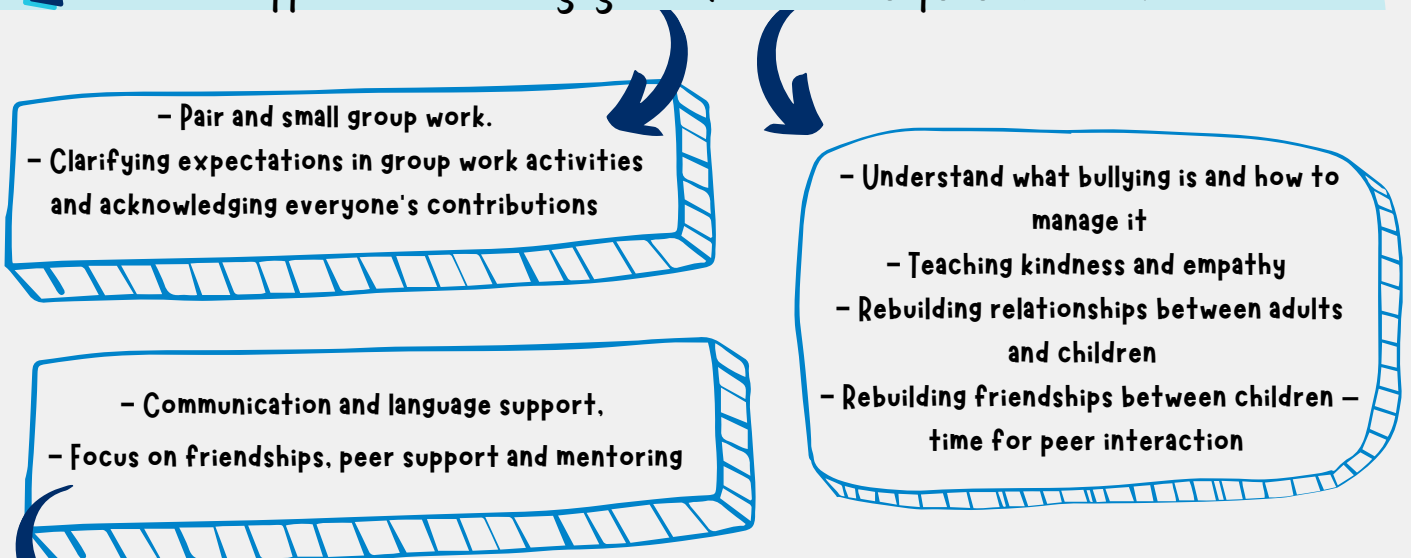 – Pair and small group work.
– Clarifying expectations in group work activities
and acknowledging everyone's contributions
– Understand what bullying is and how to
manage it
– Teaching kindness and empathy
– Rebuilding relationships between adults
and children
– Rebuilding friendships between children –
time for peer interaction
– Communication and language support,
– Focus on friendships, peer support and mentoring